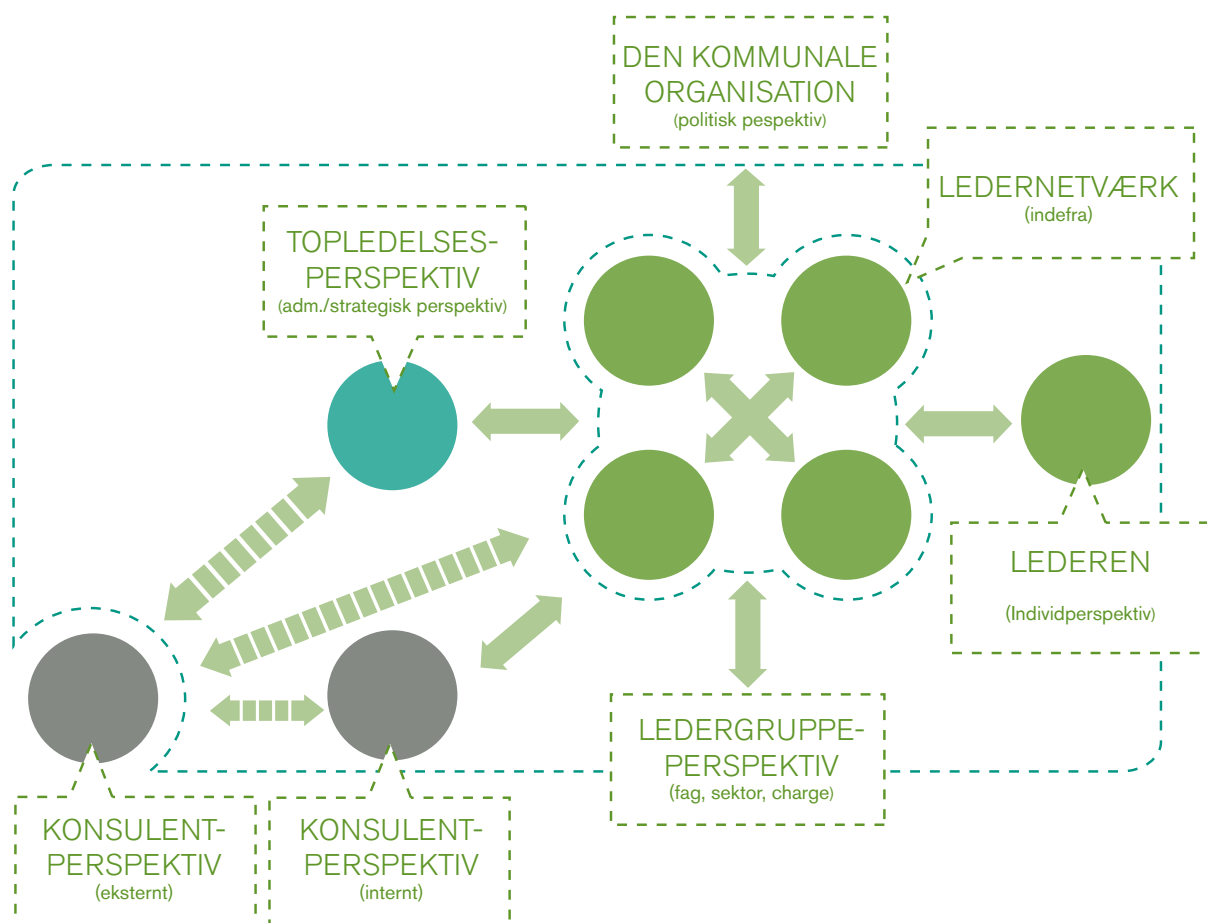 DEN KOMMUNALE
ORGANISATION
(politisk pespektiv)
LEDERNETVÆRK
(indefra)
TOPLEDELSES-
PERSPEKTIV
(adm./strategisk perspektiv)
LEDEREN
(Individperspektiv)
LEDERGRUPPE-
PERSPEKTIV
(fag, sektor, charge)
KONSULENT-
PERSPEKTIV
(eksternt)
KONSULENT-
PERSPEKTIV
(internt)